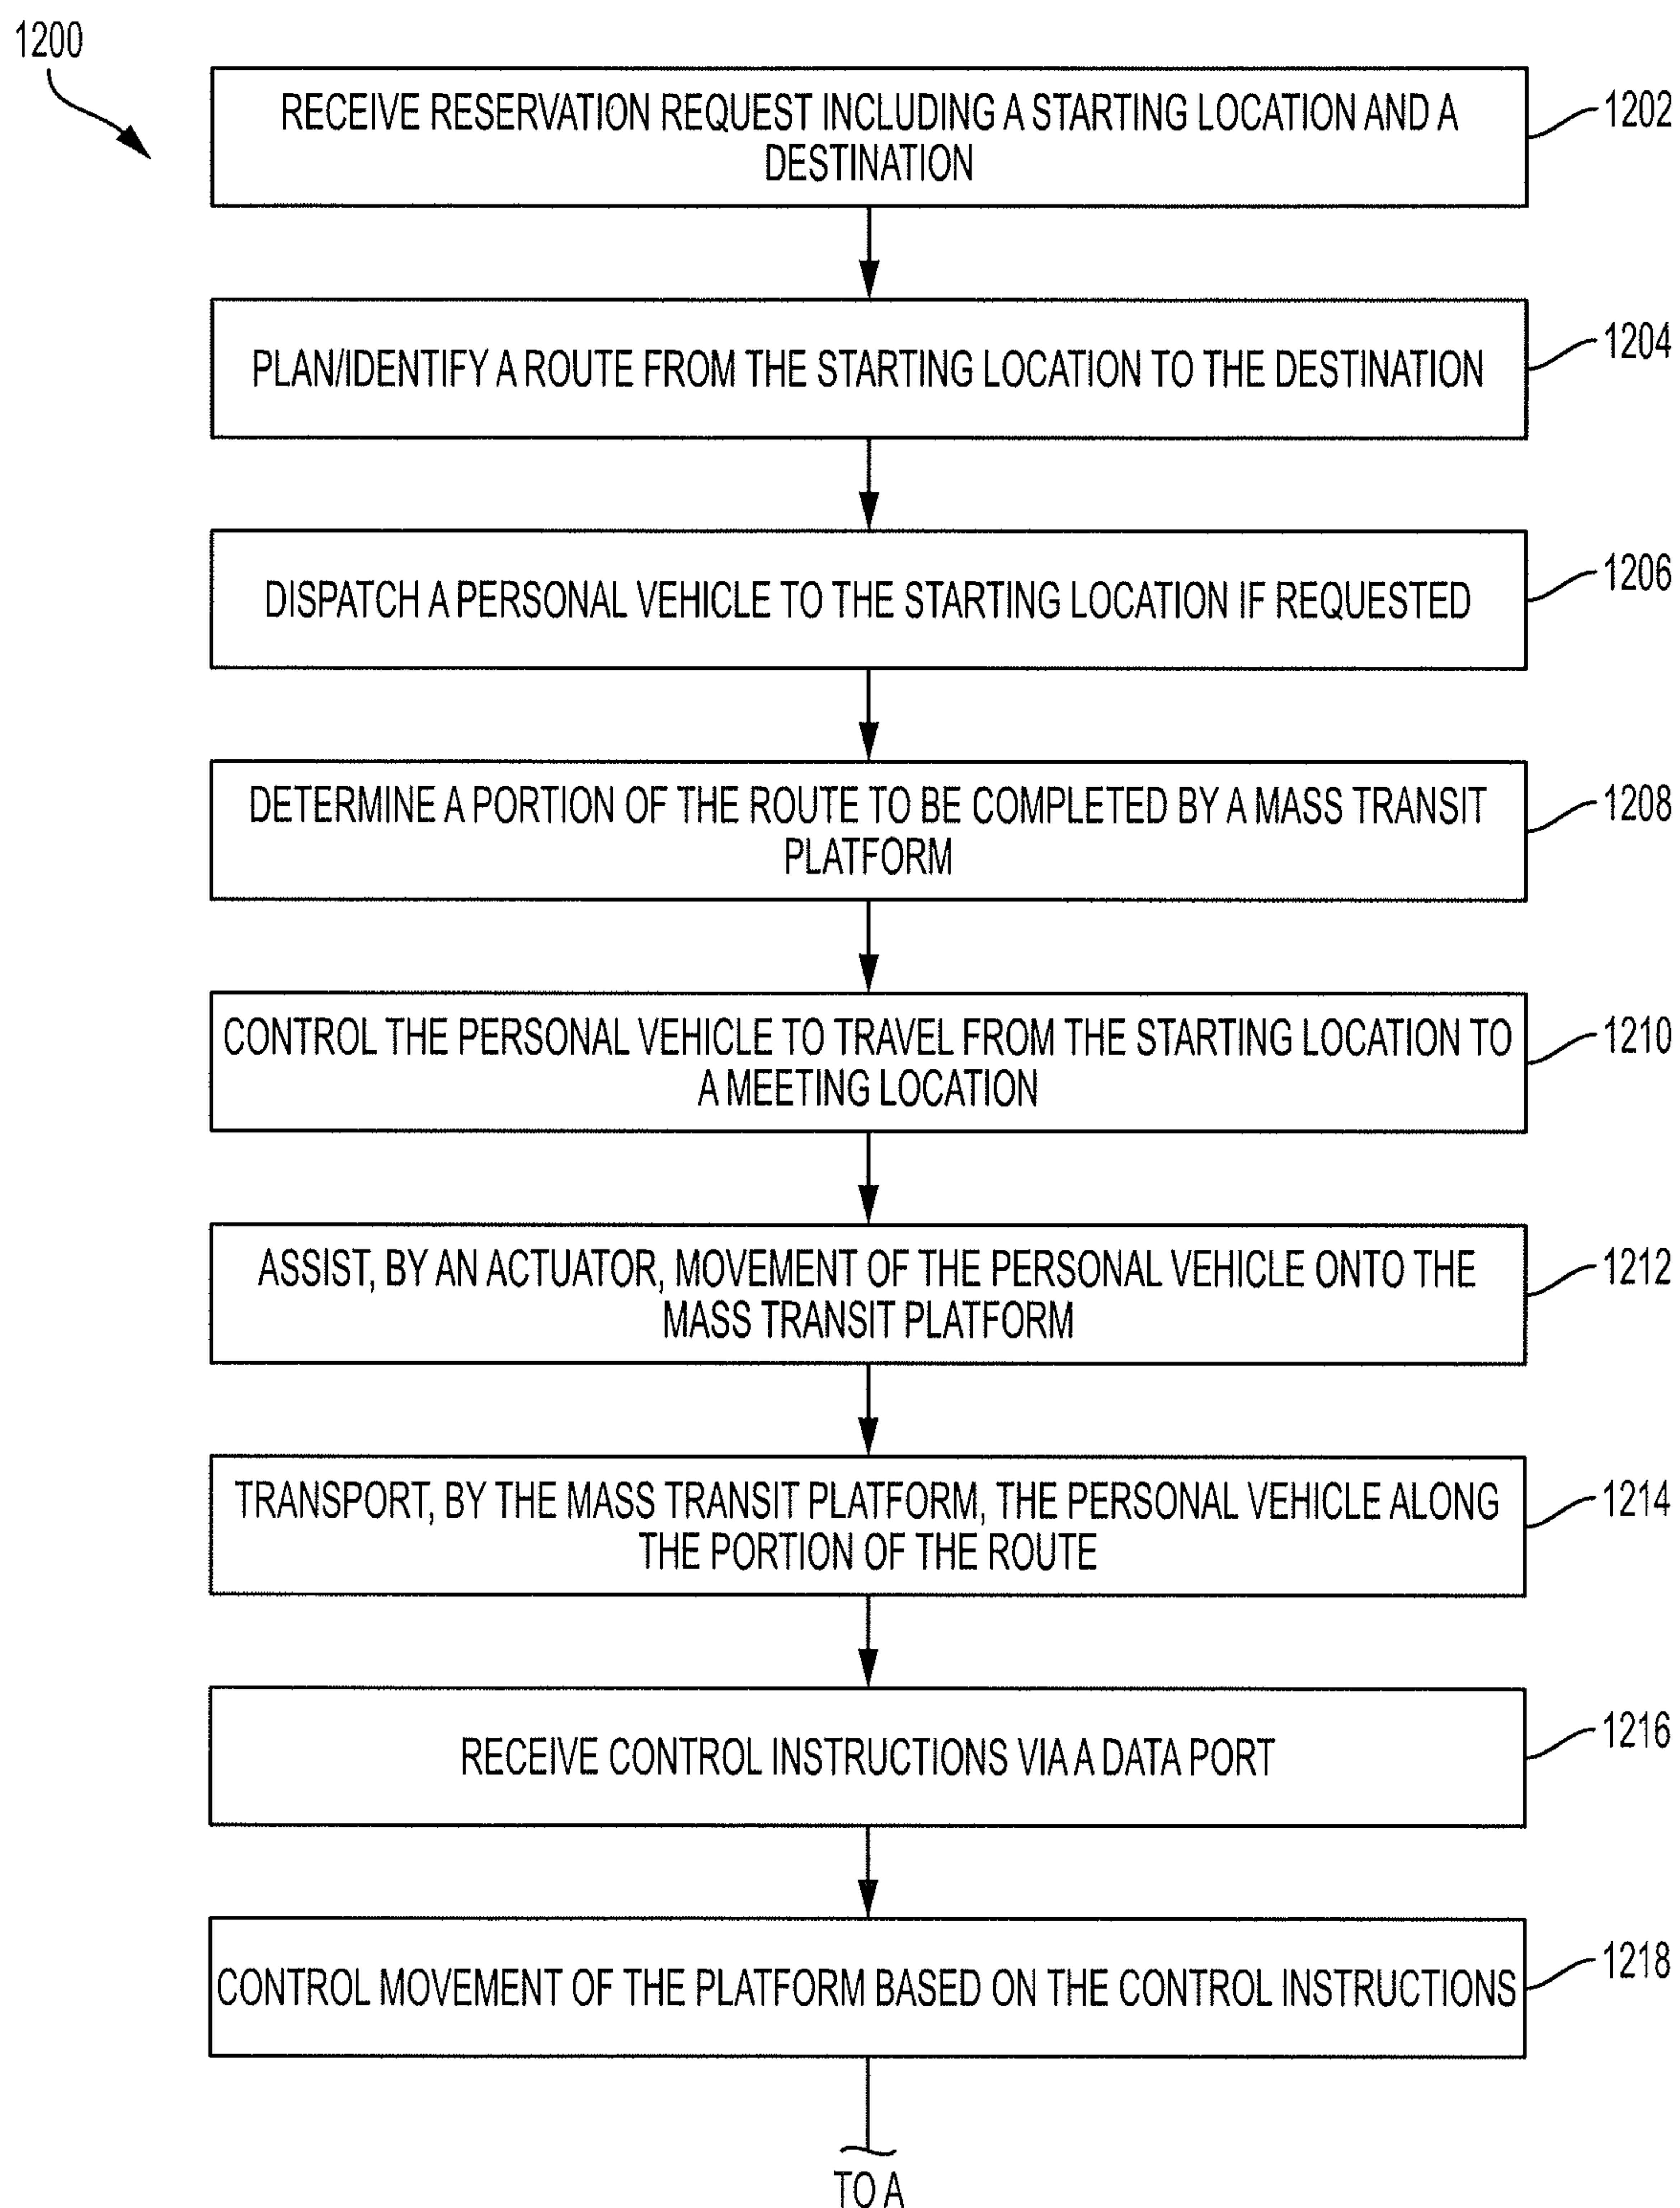 1200
RECEIVE RESERVATION REQUEST INCLUDING A STARTING LOCATION AND A
DESTINATION
1202
PLAN/IDENTIFY A ROUTE FROM THE STARTING LOCATION TO THE DESTINATION
1204
DISPATCH A PERSONAL VEHICLE TO THE STARTING LOCATION IF REQUESTED
1206
DETERMINE A PORTION OF THE ROUTE TO BE COMPLETED BY A MASS TRANSIT
PLATFORM
1208
CONTROL THE PERSONAL VEHICLE TO TRAVEL FROM THE STARTING LOCATION TO
A MEETING LOCATION
1210
ASSIST, BY AN ACTUATOR, MOVEMENT OF THE PERSONAL VEHICLE ONTO THE
MASS TRANSIT PLATFORM
1212
TRANSPORT, BY THE MASS TRANSIT PLATFORM, THE PERSONAL VEHICLE ALONG
THE PORTION OF THE ROUTE
1214
RECEIVE CONTROL INSTRUCTIONS VIA A DATA PORT
1216
CONTROL MOVEMENT OF THE PLATFORM BASED ON THE CONTROL INSTRUCTIONS
1218
TO A